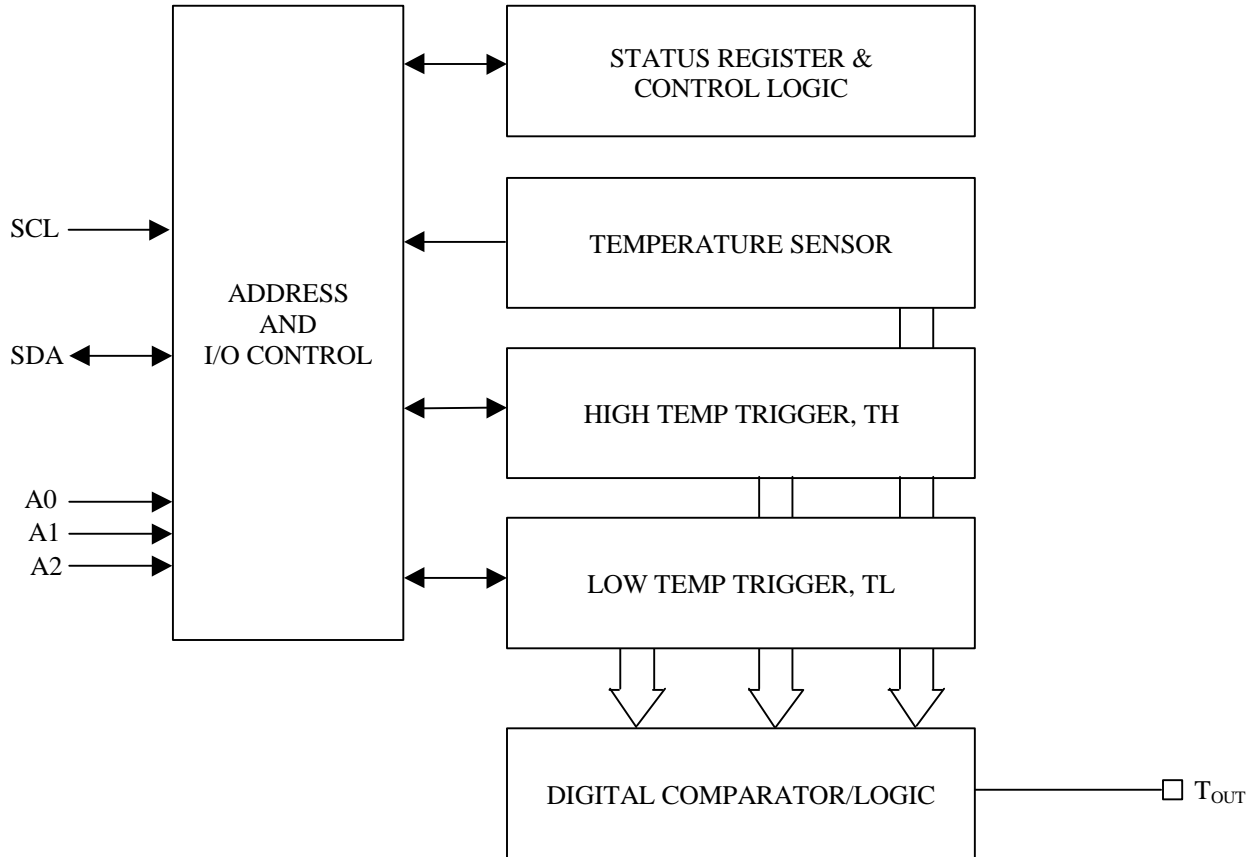 STATUS REGISTER &
CONTROL LOGIC
SCL
TEMPERATURE SENSOR
ADDRESS
AND
I/O CONTROL
SDA
HIGH TEMP TRIGGER, TH
A0
A1
A2
LOW TEMP TRIGGER, TL
DIGITAL COMPARATOR/LOGIC
TOUT